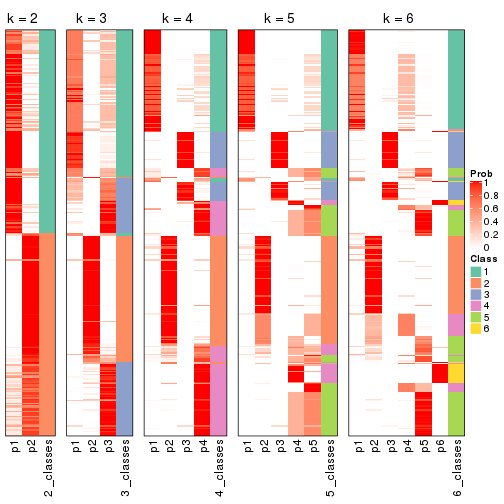 k = 2
k = 3
k = 4
k = 5
k = 6
Prob
1
0.8
0.6
0.4
0.2
0
Class
1
2
3
4
5
6
p1
p2
2_classes
p1
p2
p3
3_classes
p1
p2
p3
p4
4_classes
p1
p2
p3
p4
p5
5_classes
p1
p2
p3
p4
p5
p6
6_classes